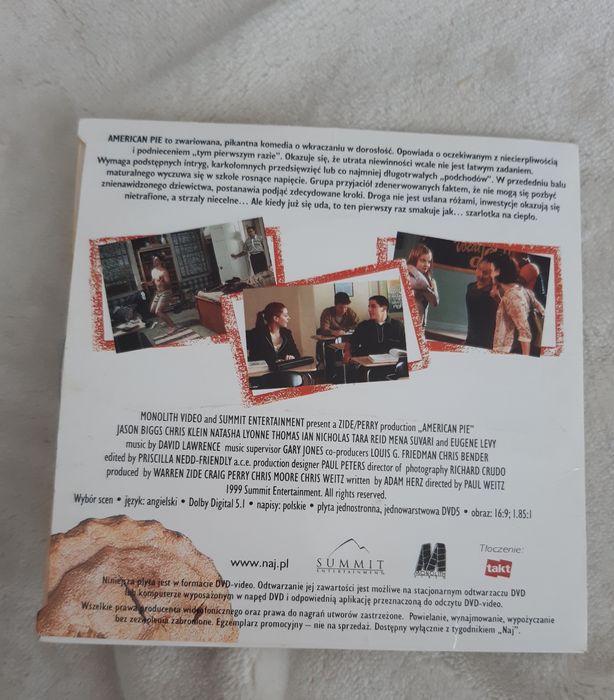 AMERICAN PIE to zwariowana, pikantna komedia o wkraczaniu w dorosłość. Opowiada o oczekiwanym z niecierpliwością
i podnieceniem „tym pierwszym razie”. Okazuje się, że utrata niewinności wcale nie jest łatwym zadaniem.
Wymaga podstępnych intryg, karkołomnych przedsięwzięć lub co najmniej długotrwałych „podchodów”. W przededniu balu
maturalnego wyczuwa się w szkole rosnące napięcie. Grupa przyjaciół zdenerwowanych faktem, że nie mogą się pozbyć
znienawidzonego dziewictwa, postanawia podjąć zdecydowane kroki. Droga nie jest usłana różami, inwestycje okazują się
nietrafione, a strzały niecelne... Ale kiedy już się uda, to ten pierwszy raz smakuje jak... szarlotka na ciepło.
MONOLITH VIDEO and SUMMIT ENTERTAINMENT present a ZIDE/PERRY production „AMERICAN PIE”
JASON BIGGS CHRIS KLEIN NATASHA LYONNE THOMAS IAN NICHOLAS TARA REID MENA SUVARI and EUGENE LEVY
music by DAVID LAWRENCE music supervisor GARY JONES co-producers LOUIS G. FRIEDMAN CHRIS BENDER
edited by PRISCILLA NEDD-FRIENDLY a.c.e. production designer PAUL PETERS director of photography RICHARD CRUDO
produced by WARREN ZIDE CRAIG PERRY CHRIS MOORE CHRIS WEITZ written by ADAM HERZ directed by PAUL WEITZ
1999 Summit Entertainment. All rights reserved.
Wybór scen • język: angielski • Dolby Digital 5.1 • napisy: polskie • płyta jednostronna, jednowarstwowa DVD5 • obraz: 16:9; 1.85:1
www.naj.pl
SUMMIT
ENTERTAINMENT
Tłoczenie:
takt
Niniejsza płyta jest w formacie DVD-video. Odtwarzanie jej zawartości jest możliwe na stacjonarnym odtwarzaczu DVD
lub komputerze wyposażonym w napęd DVD i odpowiednią aplikację przeznaczoną do odczytu DVD-video.
Wszelkie prawa producenta wideofonicznego oraz prawa do nagrań utworów zastrzeżone. Powielanie, wynajmowanie, wypożyczanie
bez zezwolenia zabronione. Egzemplarz promocyjny – nie na sprzedaż. Dostępny wyłącznie z tygodnikiem „Naj”.